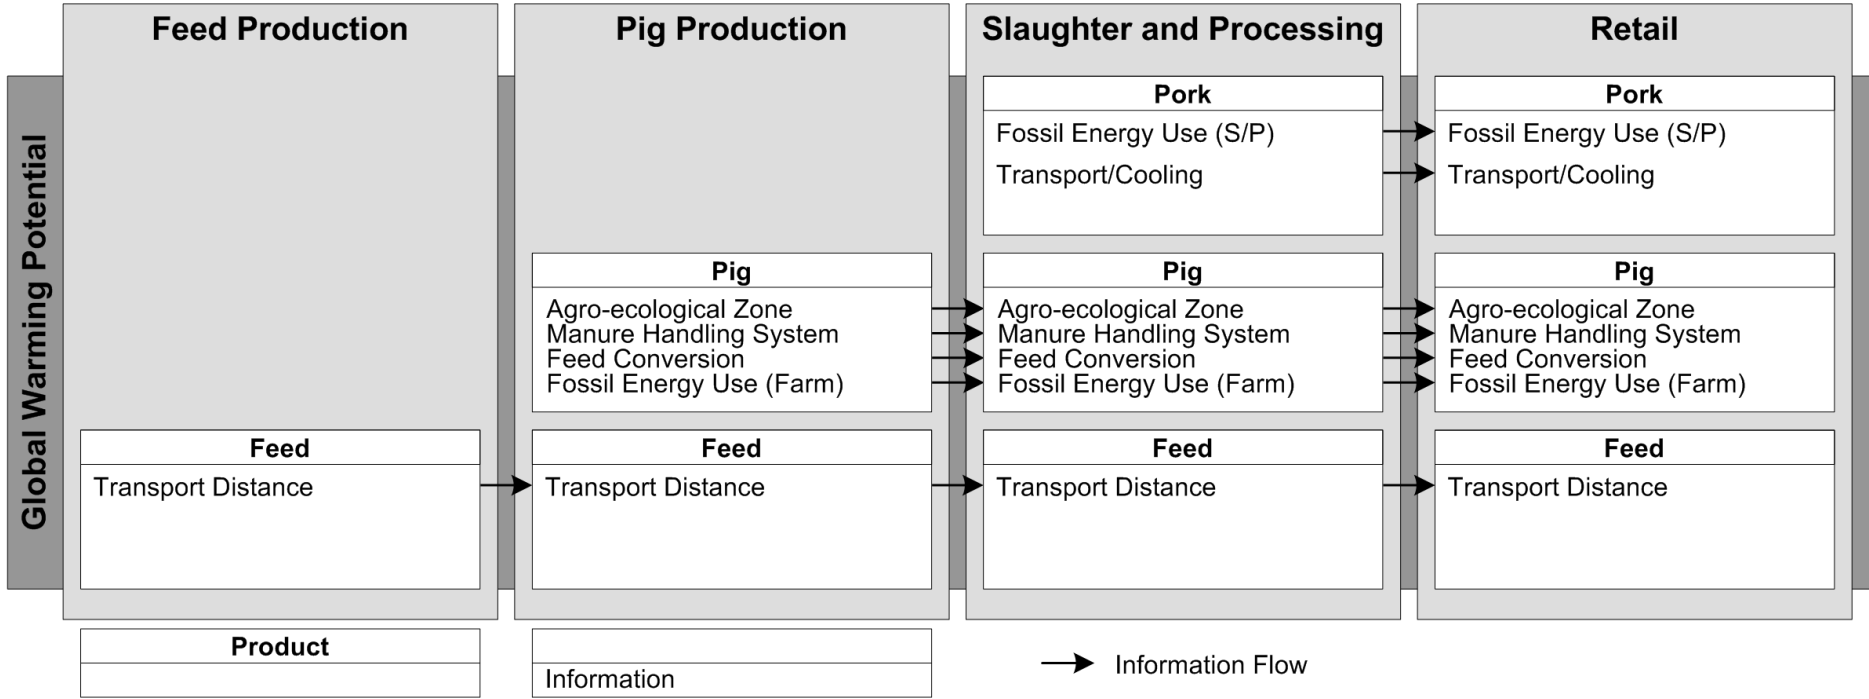 Feed Production
Pig Production
Slaughter and Processing
Retail
Global Warming Potential
Pork
Fossil Energy Use (S/P)
Transport/Cooling
Pork
Fossil Energy Use (S/P)
Transport/Cooling
Pig
Agro-ecological Zone
Manure Handling System
Feed Conversion
Fossil Energy Use (Farm)
Pig
Agro-ecological Zone
Manure Handling System
Feed Conversion
Fossil Energy Use (Farm)
Pig
Agro-ecological Zone
Manure Handling System
Feed Conversion
Fossil Energy Use (Farm)
Feed
Transport Distance
Feed
Transport Distance
Feed
Transport Distance
Feed
Transport Distance
Product
Information
Information Flow